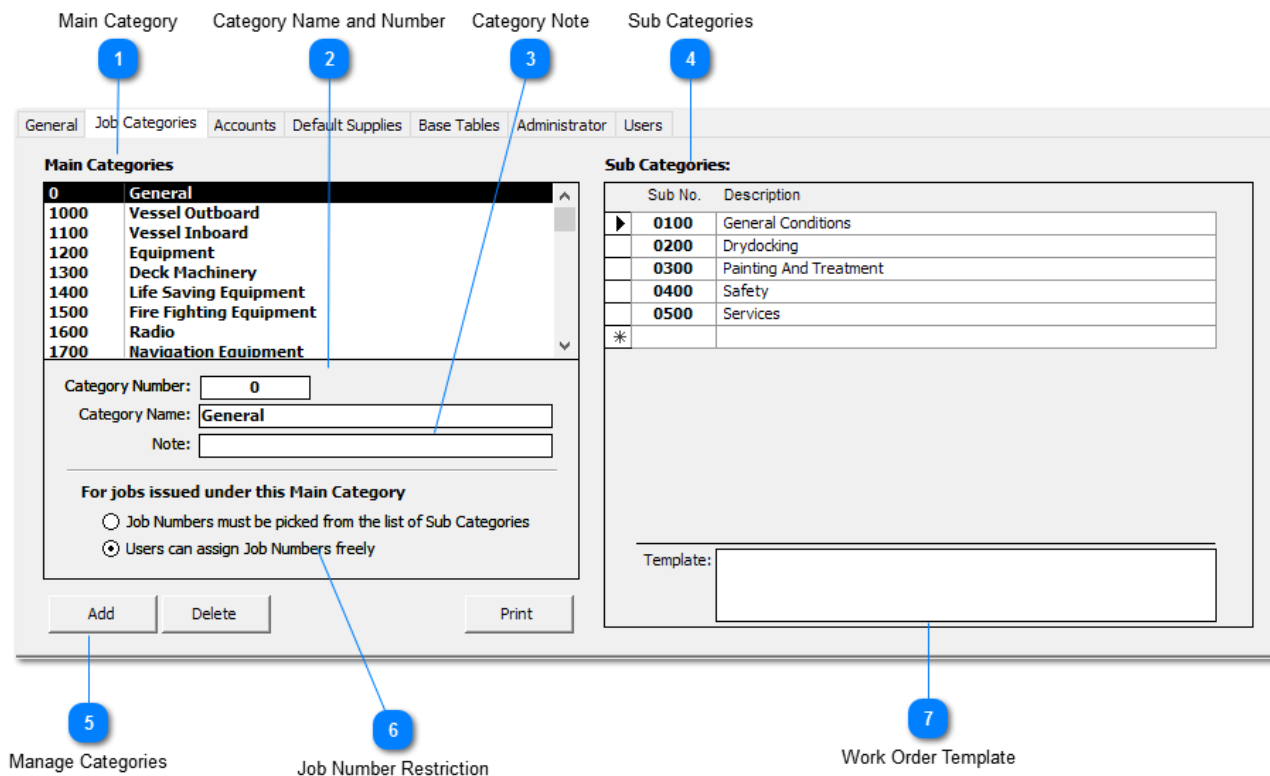 Main Category
Category Name and Number
Category Note
Sub Categories
1
2
3
4
General
Job Categories
Accounts
Default Supplies
Base Tables
Administrator
Users
Main Categories
0 General
1000 Vessel Outboard
1100 Vessel Inboard
1200 Equipment
1300 Deck Machinery
1400 Life Saving Equipment
1500 Fire Fighting Equipment
1600 Radio
1700 Navigation Equipment
Category Number: 0
Category Name: General
Note:
For jobs issued under this Main Category
Job Numbers must be picked from the list of Sub Categories
Users can assign Job Numbers freely
Add
Delete
Print
Sub Categories:
Sub No. Description
0100 General Conditions
0200 Drydocking
0300 Painting And Treatment
0400 Safety
0500 Services
Template:
5
6
7
Manage Categories
Job Number Restriction
Work Order Template